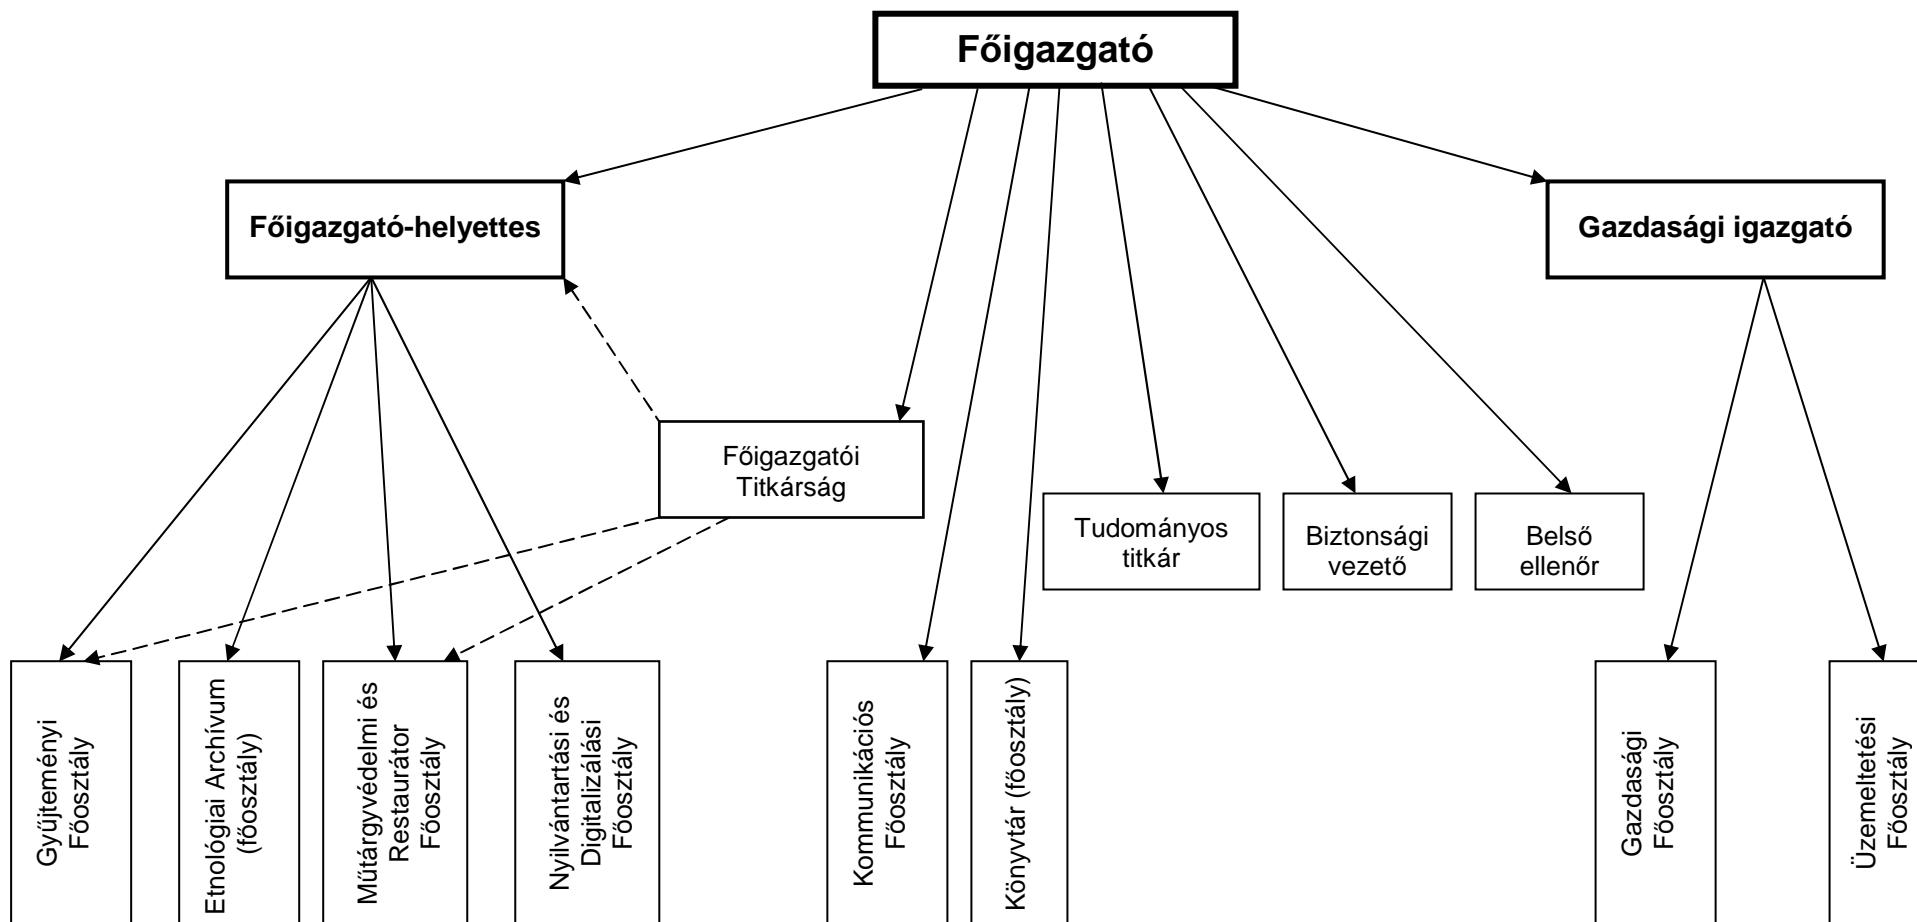 Főigazgató
Főigazgató-helyettes
Gazdasági igazgató
Főigazgatói
Titkárság
Tudományos
titkár
Biztonsági
vezető
Belső
ellenőr
Gyűjteményi
Főosztály
Etnológiai Archívum
(főosztály)
Műtárgyvédelmi és
Restaurátor
Főosztály
Nyilvántartási és
Digitalizálási
Főosztály
Kommunikációs
Főosztály
Könyvtár (főosztály)
Gazdasági
Főosztály
Üzemeltetési
Főosztály